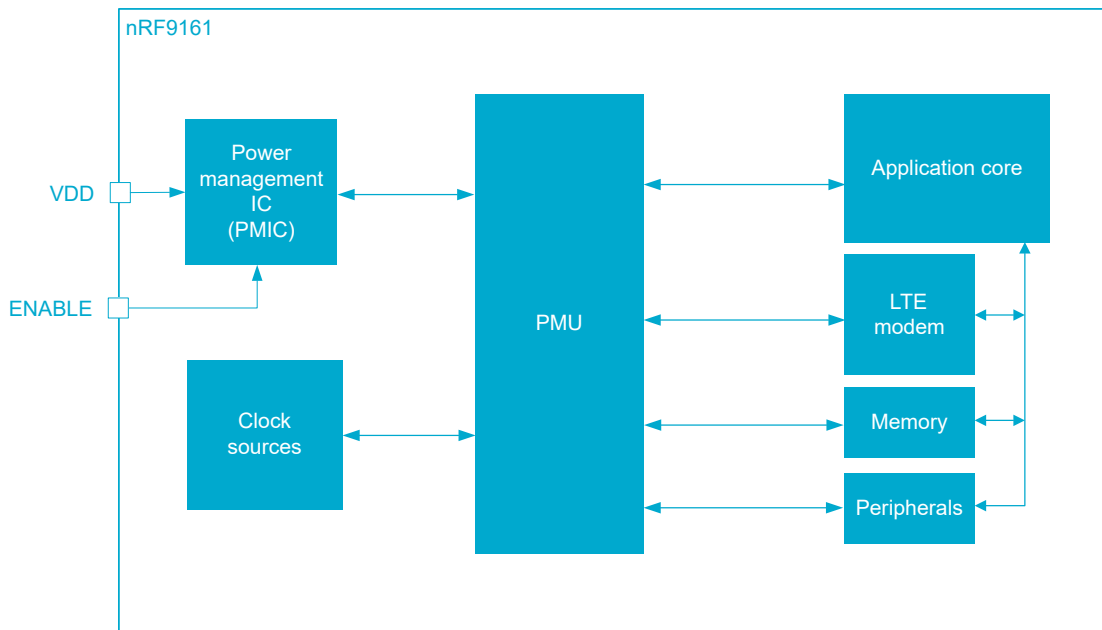 nRF9161
VDD
ENABLE
Power
management
IC
(PMIC)
Clock
sources
PMU
Application core
LTE
modem
Memory
Peripherals